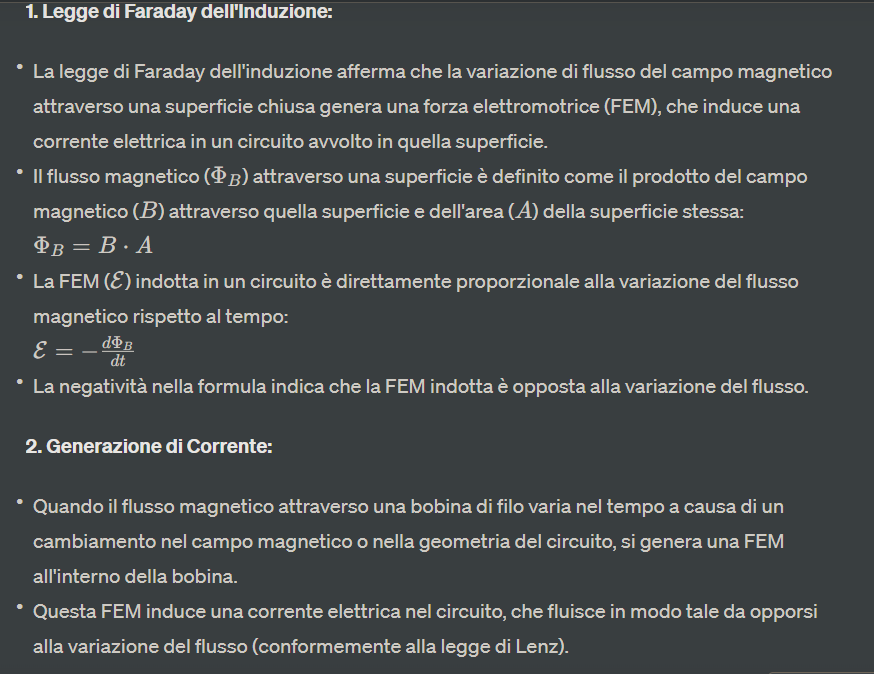 1. Legge di Faraday dell'Induzione:
• La legge di Faraday dell'induzione afferma che la variazione di flusso del campo magnetico
attraverso una superficie chiusa genera una forza elettromotrice (FEM), che induce una
corrente elettrica in un circuito avvolto in quella superficie.
• Il flusso magnetico (Φ_B) attraverso una superficie è definito come il prodotto del campo
magnetico (B) attraverso quella superficie e dell'area (A) della superficie stessa:
Φ_B = B · A
• La FEM (ℰ) indotta in un circuito è direttamente proporzionale alla variazione del flusso
magnetico rispetto al tempo:
ℰ = −dΦ_B/dt
• La negatività nella formula indica che la FEM indotta è opposta alla variazione del flusso.
2. Generazione di Corrente:
• Quando il flusso magnetico attraverso una bobina di filo varia nel tempo a causa di un
cambiamento nel campo magnetico o nella geometria del circuito, si genera una FEM
all'interno della bobina.
• Questa FEM induce una corrente elettrica nel circuito, che fluisce in modo tale da opporsi
alla variazione del flusso (conformemente alla legge di Lenz).